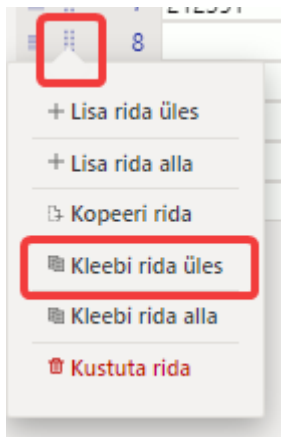 8
Lisa rida üles
Lisa rida alla
Kopeeri rida
Kleebi rida üles
Kleebi rida alla
Kustuta rida